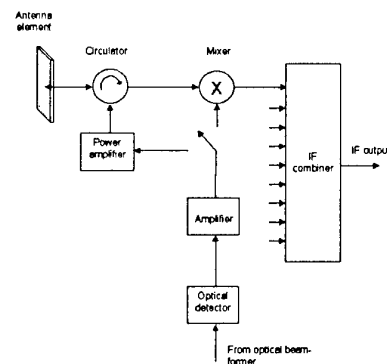 Antenna
element
Circulator
Mixer
X
Power
amplifier
IF
combiner
IF output
Amplifier
Optical
detector
From optical beam-
former